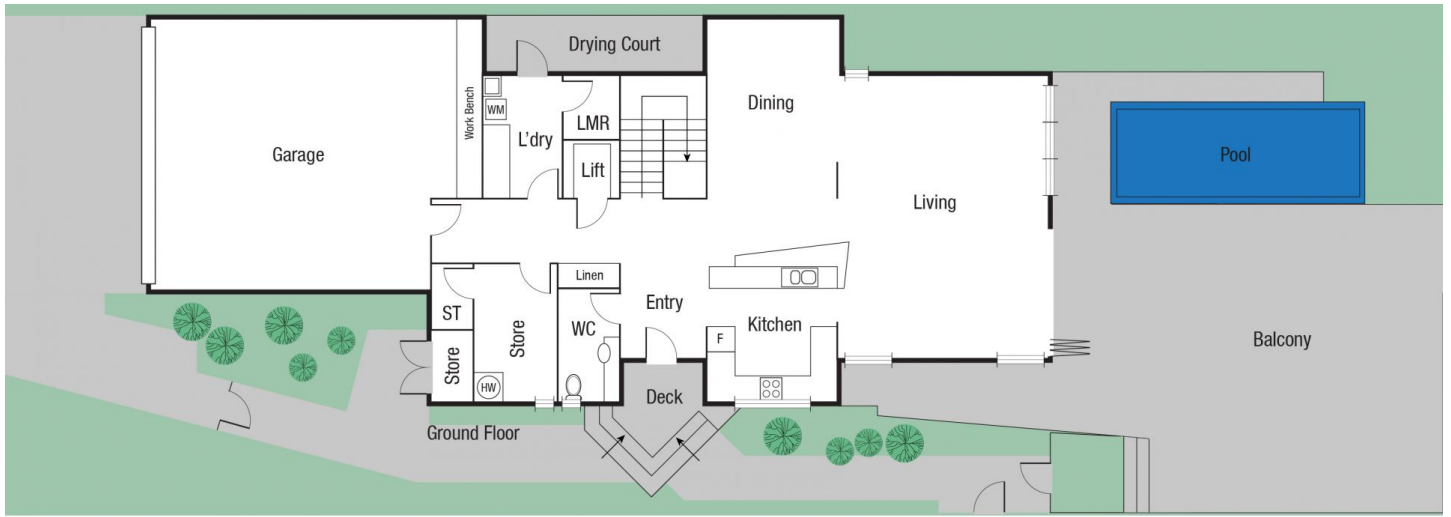 Drying Court
Work Bench
WM
LMR
Dining
L'dry
Garage
Lift
Pool
Living
Linen
Entry
ST
Store
WC
Kitchen
F
Store
Balcony
HW
Deck
Ground Floor